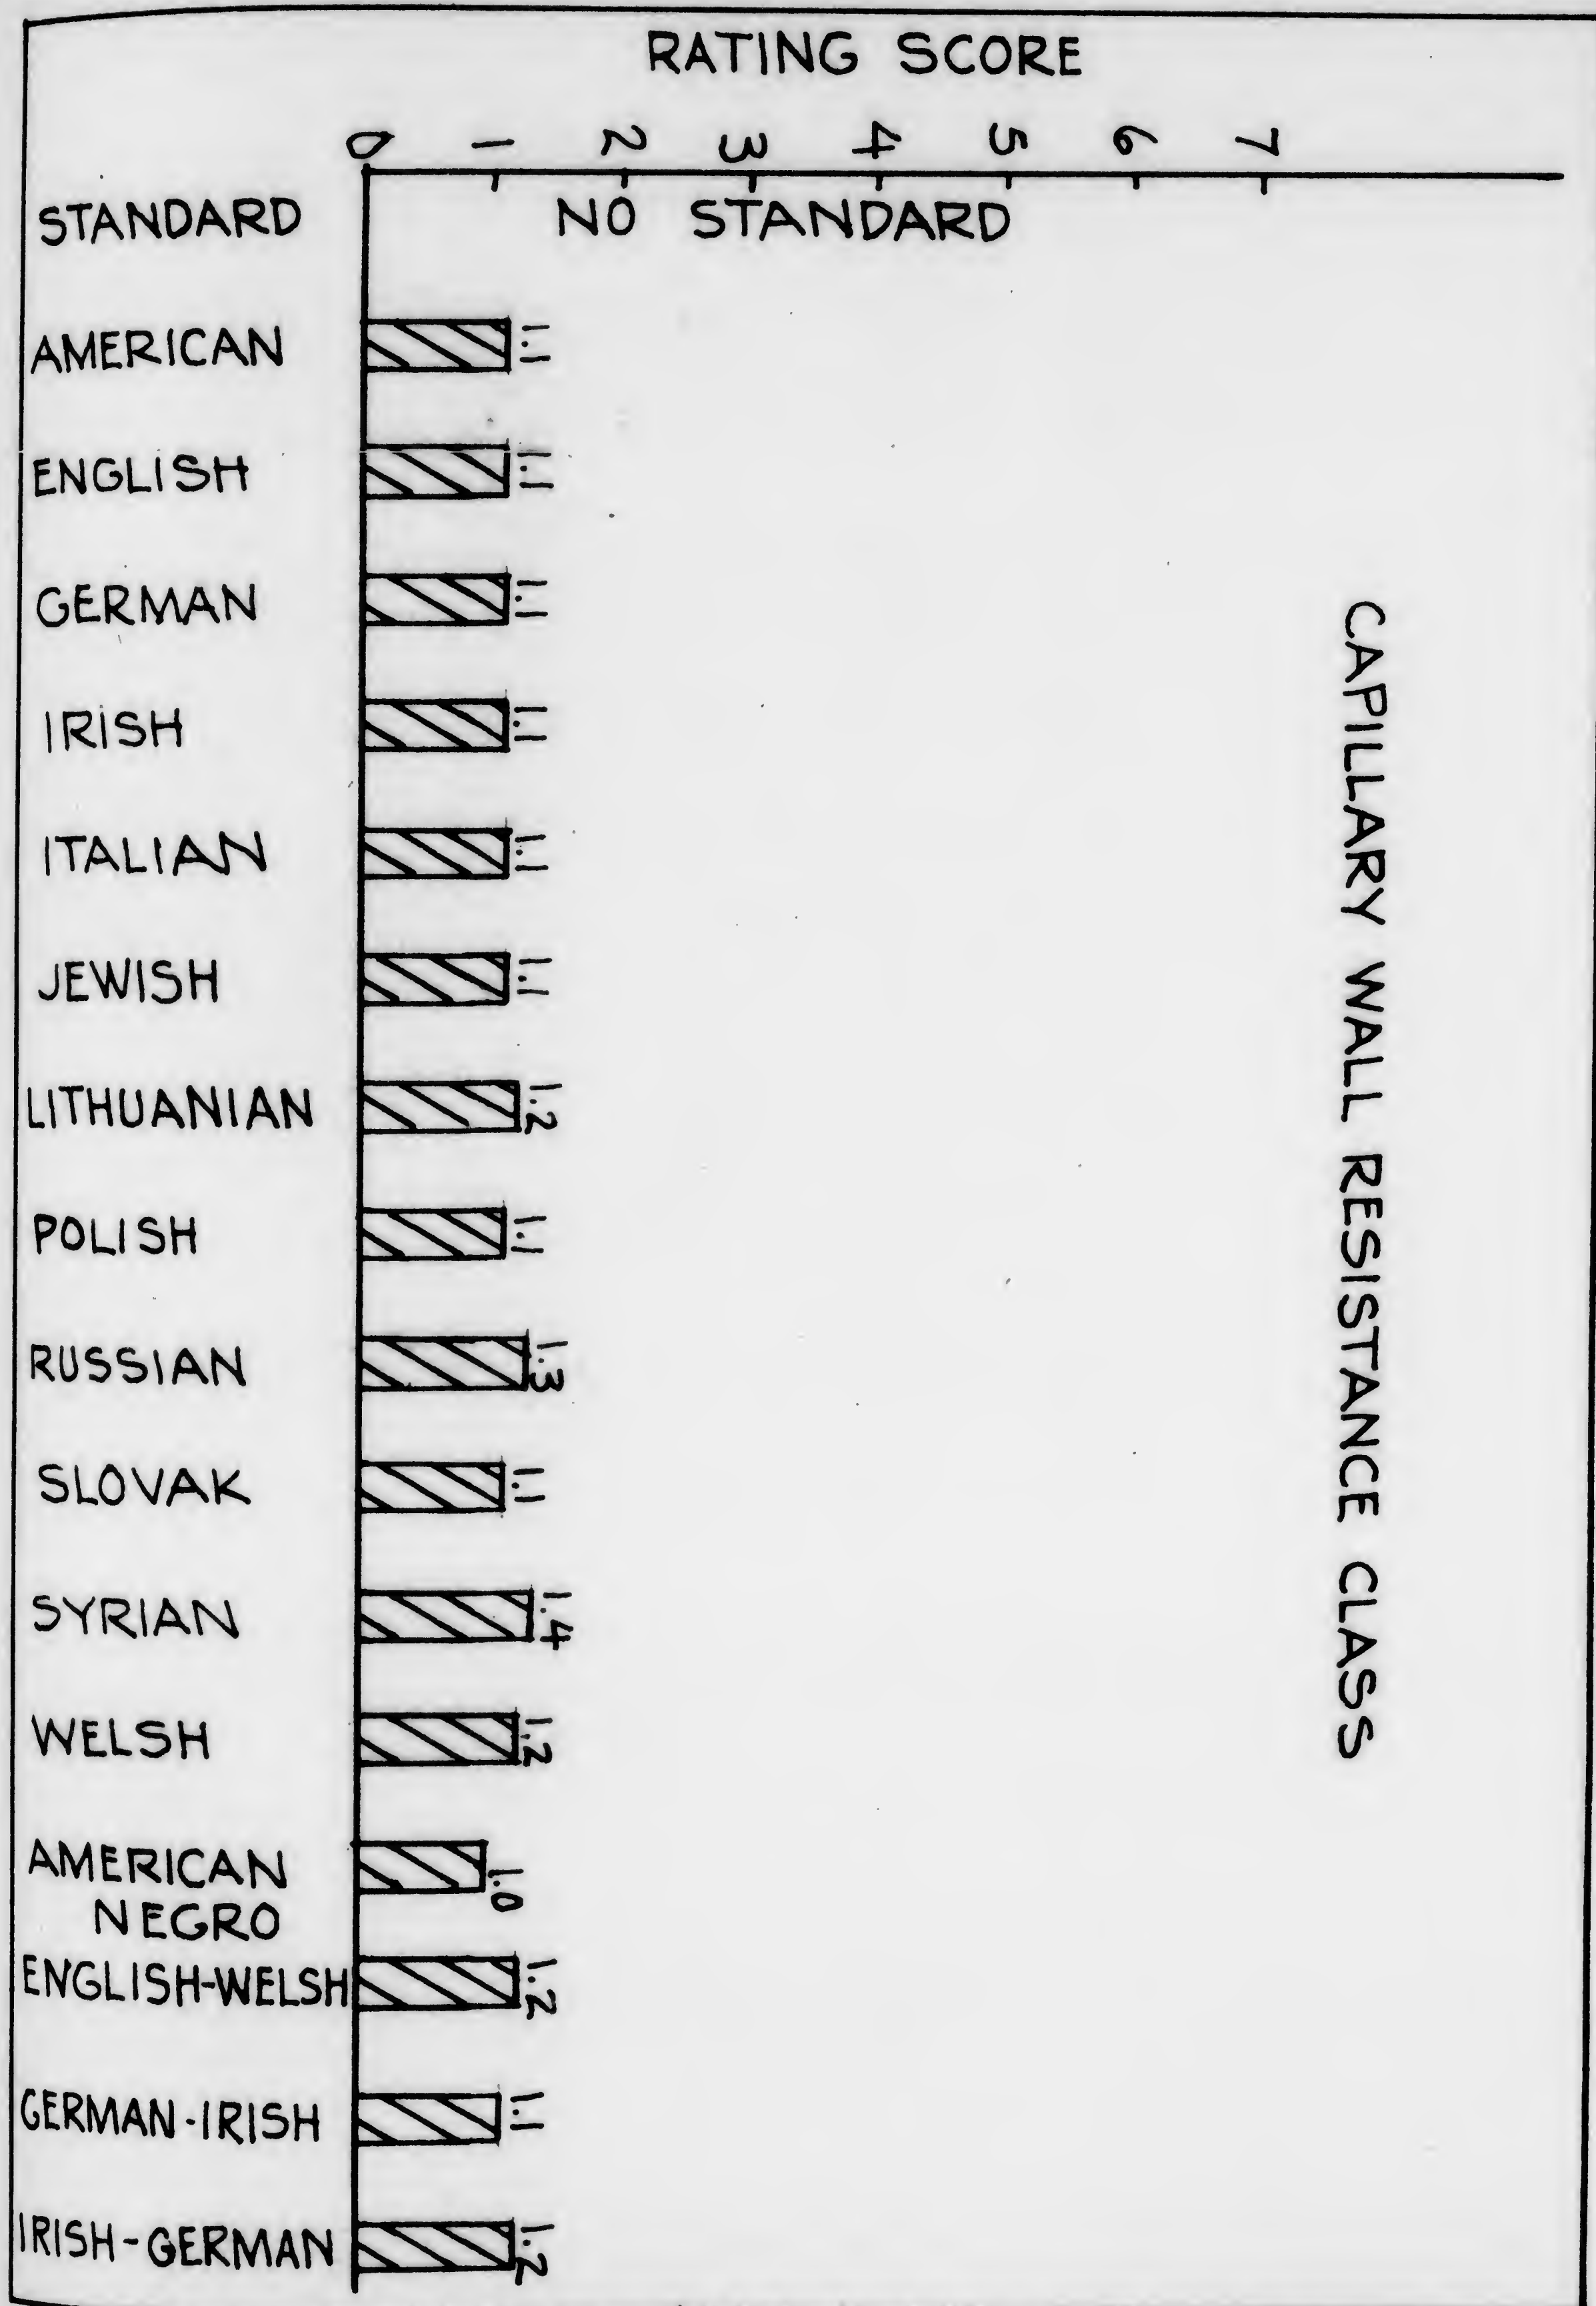 RATING SCORE
0 1 2 3 4 5 6 7
STANDARD NO STANDARD
AMERICAN 1.1
ENGLISH 1.1
GERMAN 1.1
IRISH 1.1
ITALIAN 1.1
JEWISH 1.1
LITHUANIAN 1.2
POLISH 1.1
RUSSIAN 1.3
SLOVAK 1.1
SYRIAN 1.4
WELSH 1.2
AMERICAN
NEGRO 1.0
ENGLISH-WELSH 1.2
GERMAN-IRISH 1.1
IRISH-GERMAN 1.2
CAPILLARY WALL RESISTANCE CLASS